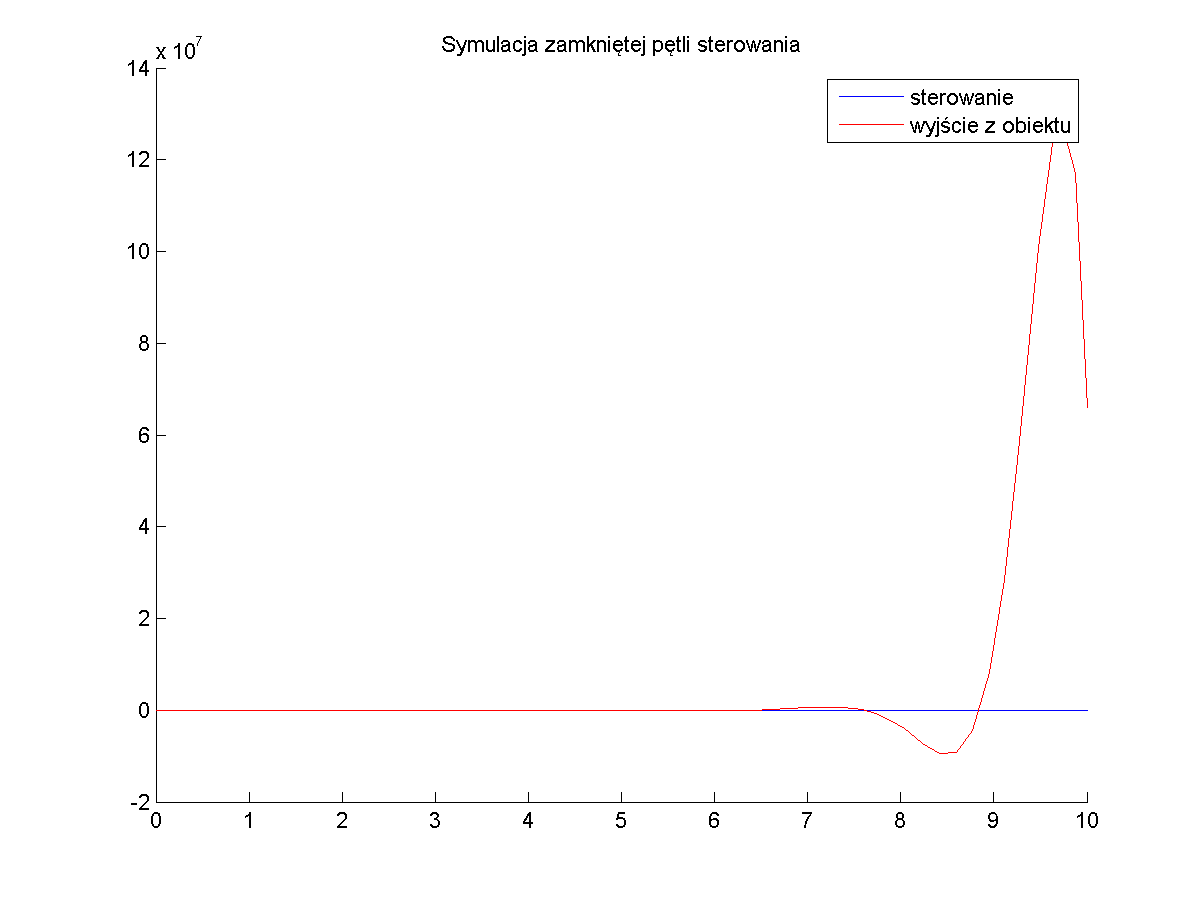 Symulacja zamkniętej pętli sterowania
x 10^7
sterowanie
wyjście z obiektu
14
12
10
8
6
4
2
0
-2
0 1 2 3 4 5 6 7 8 9 10